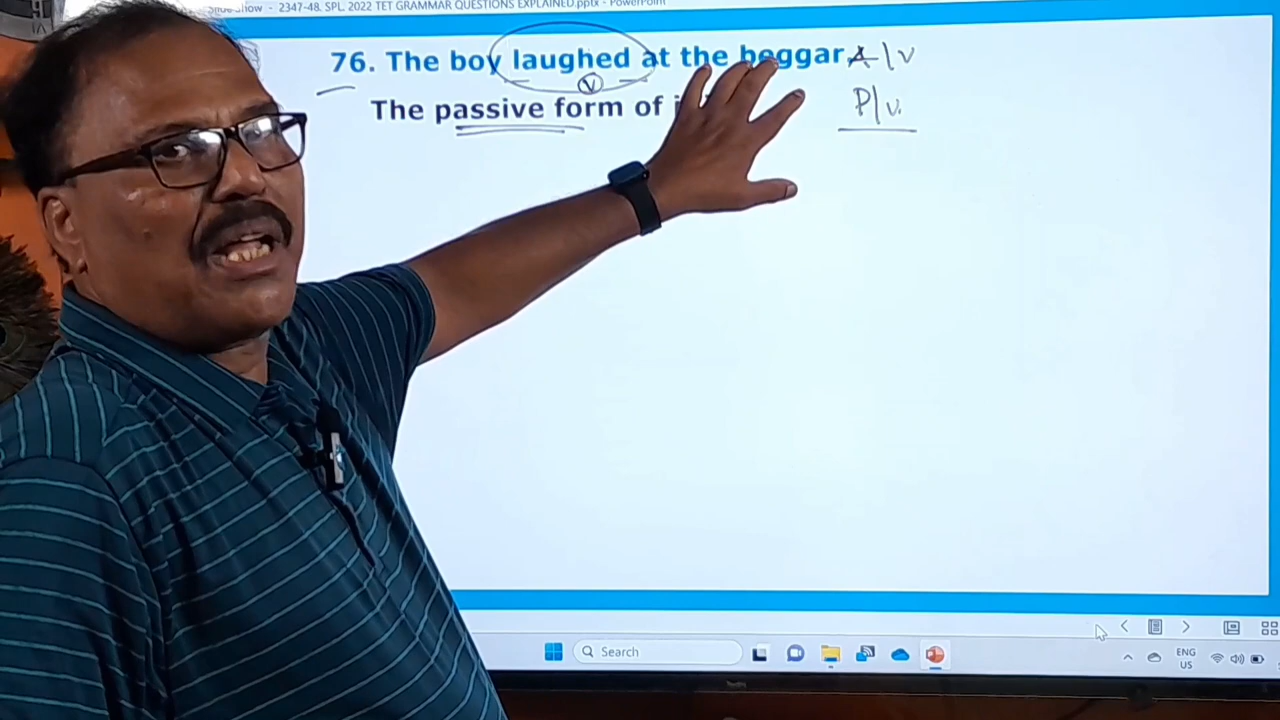 Show - 2347-48. SPL. 2022 TET GRAMMAR QUESTIONS EXPLAINED.pptx - PowerPoint
76. The boy laughed at the beggar. A/V
V
The passive form of P/V.
Search
ENG
US